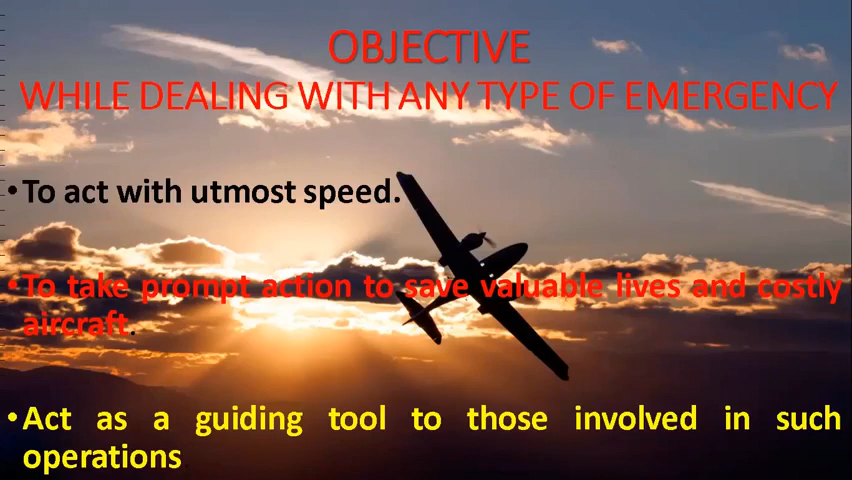 OBJECTIVE
WHILE DEALING WITH ANY TYPE OF EMERGENCY
•To act with utmost speed.
•To take prompt action to save valuable lives and costly
aircraft.
•Act as a guiding tool to those involved in such
operations.